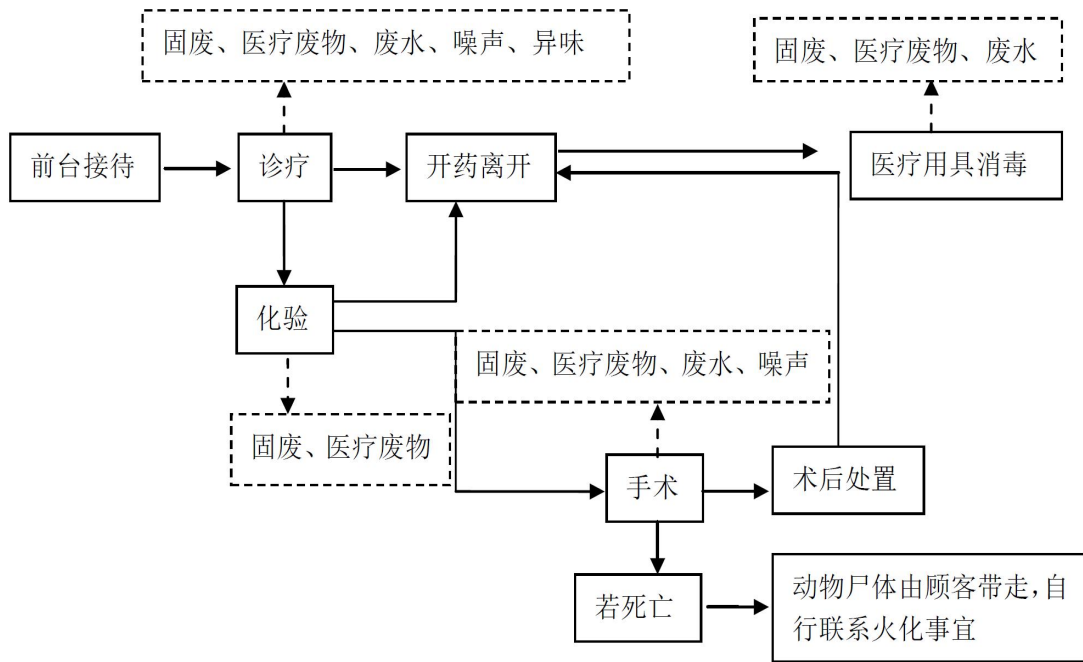 固废、医疗废物、废水、噪声、异味
固废、医疗废物、废水
前台接待
诊疗
开药离开
医疗用具消毒
化验
固废、医疗废物、废水、噪声
固废、医疗废物
手术
术后处置
若死亡
动物尸体由顾客带走，自
行联系火化事宜